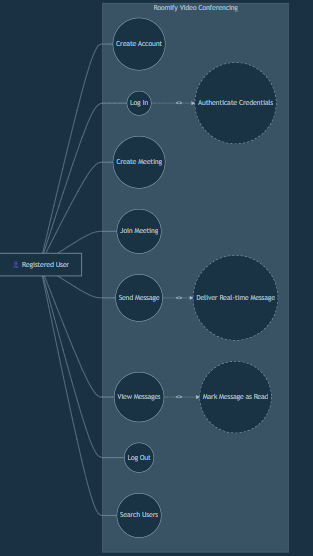 Roomify Video Conferencing
Create Account
Log In
<>
Authenticate Credentials
Create Meeting
Join Meeting
Registered User
Send Message
<>
Deliver Real-time Message
View Messages
<>
Mark Message as Read
Log Out
Search Users